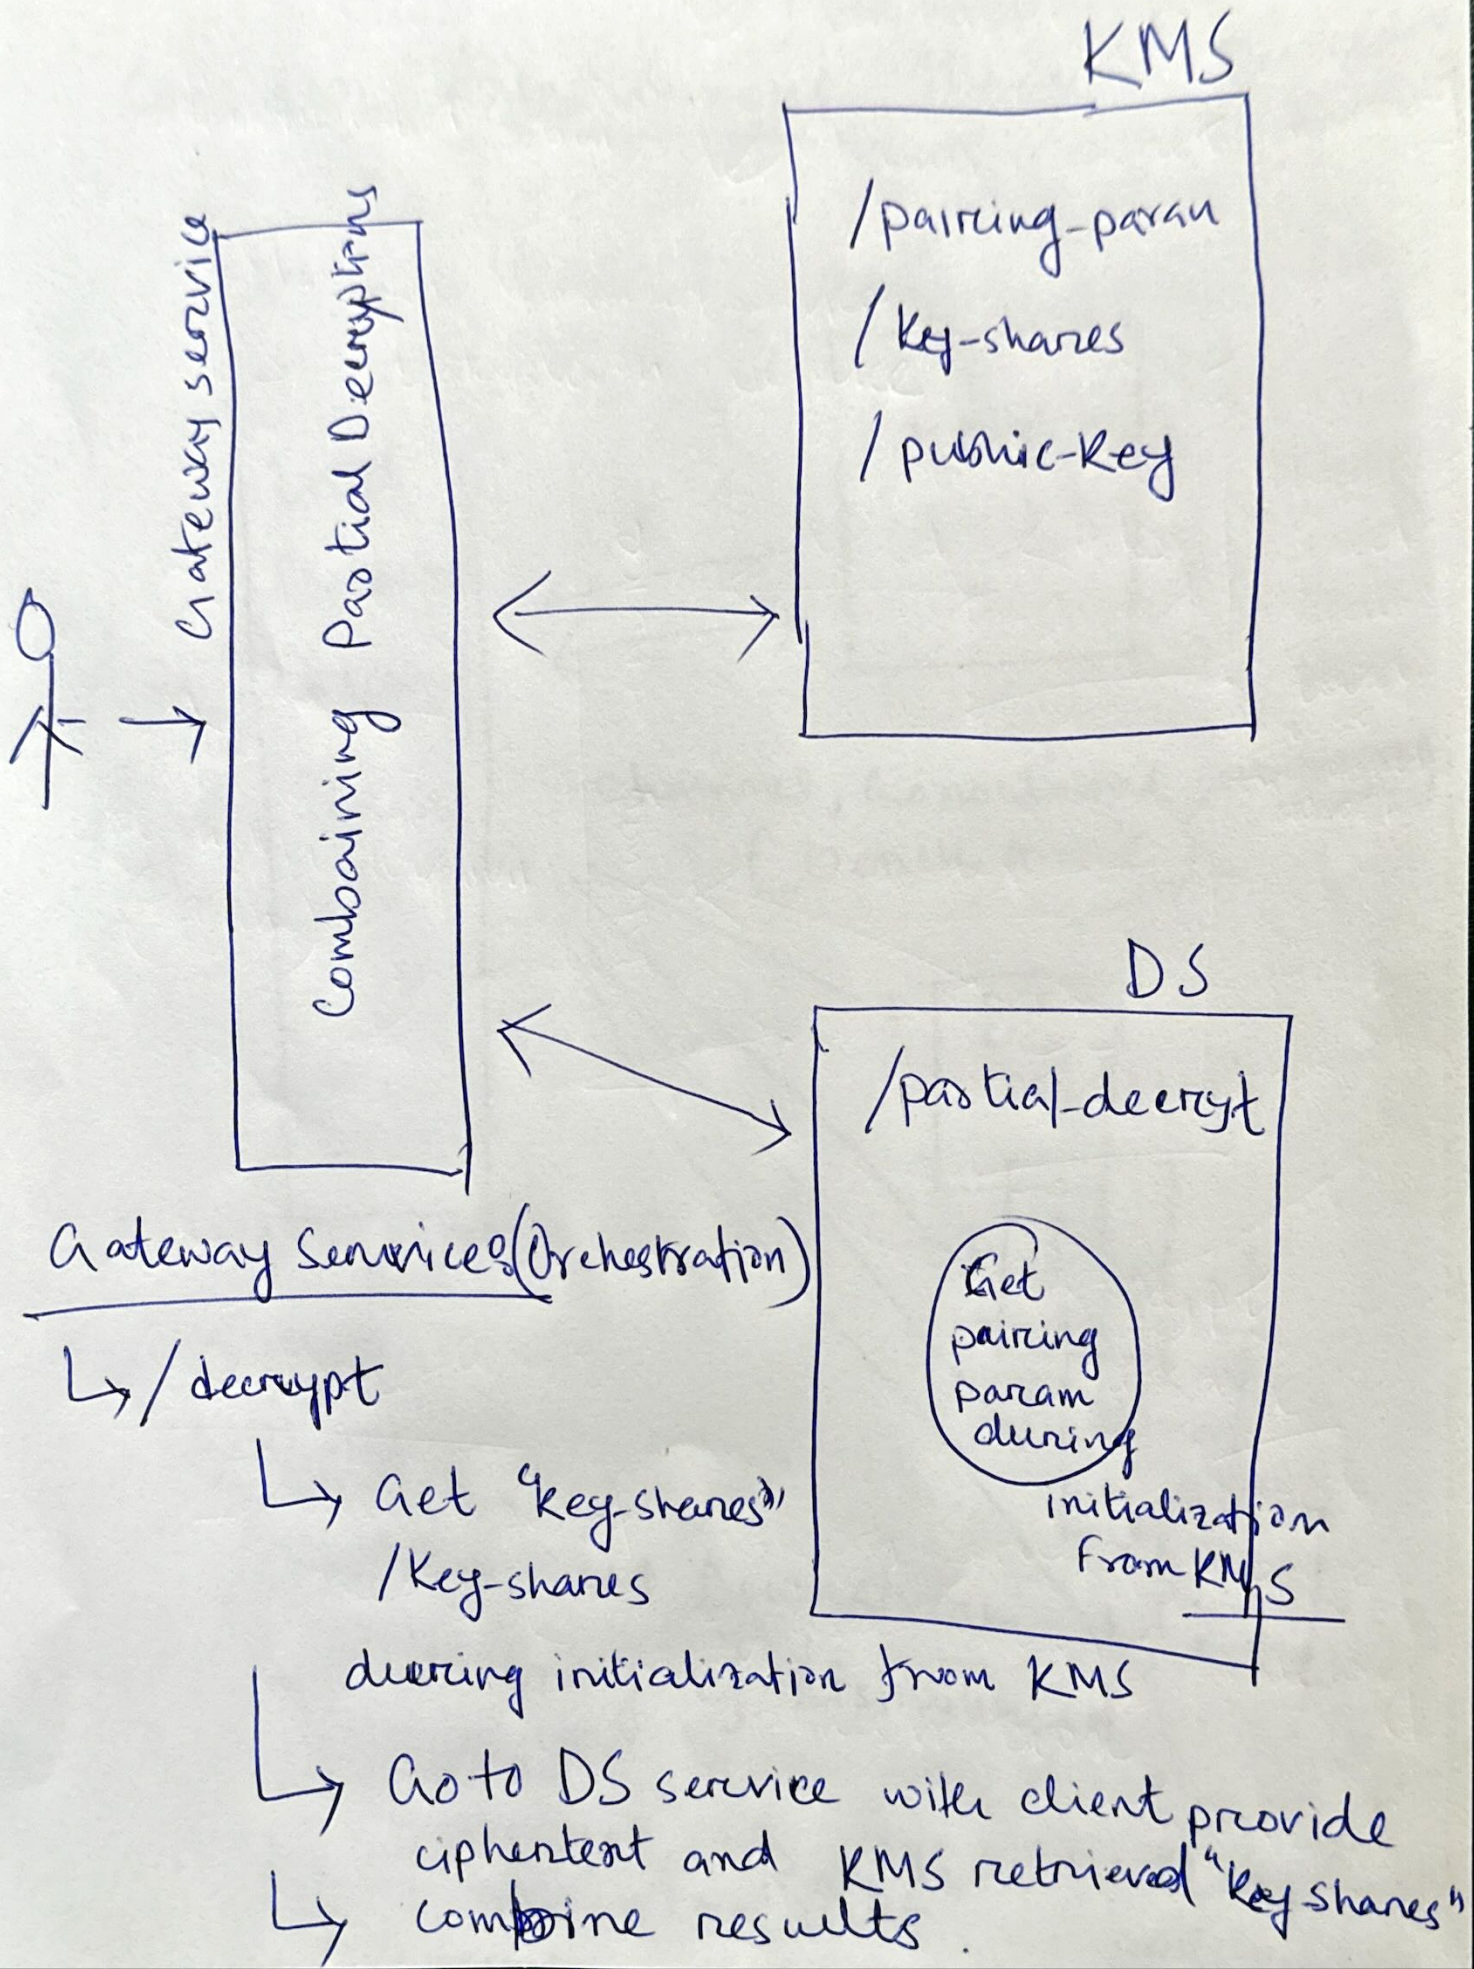 KMS
/pairing-param
/Key-shares
/public-Key
Gateway service
Combaining Partial Decryptions
DS
/partial-decrypt
Get
pairing
param
during
initialization
from KMS
Gateway Services(Orchestration)
/decrypt
Get "key-shares"
/Key-shares
during initialization from KMS
Go to DS service with client provide
ciphertext and KMS retrieved "Key shares"
combine results.